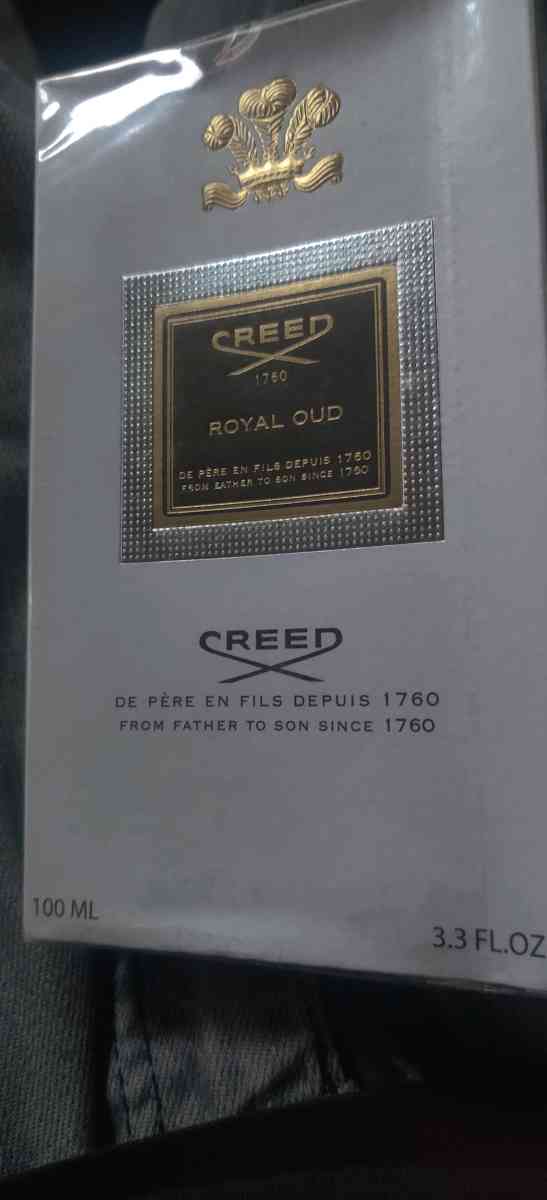 CREED
1760
ROYAL OUD
DE PÈRE EN FILS DEPUIS 1760
FROM FATHER TO SON SINCE 1760
CREED
DE PÈRE EN FILS DEPUIS 1760
FROM FATHER TO SON SINCE 1760
100 ML
3.3 FL.OZ